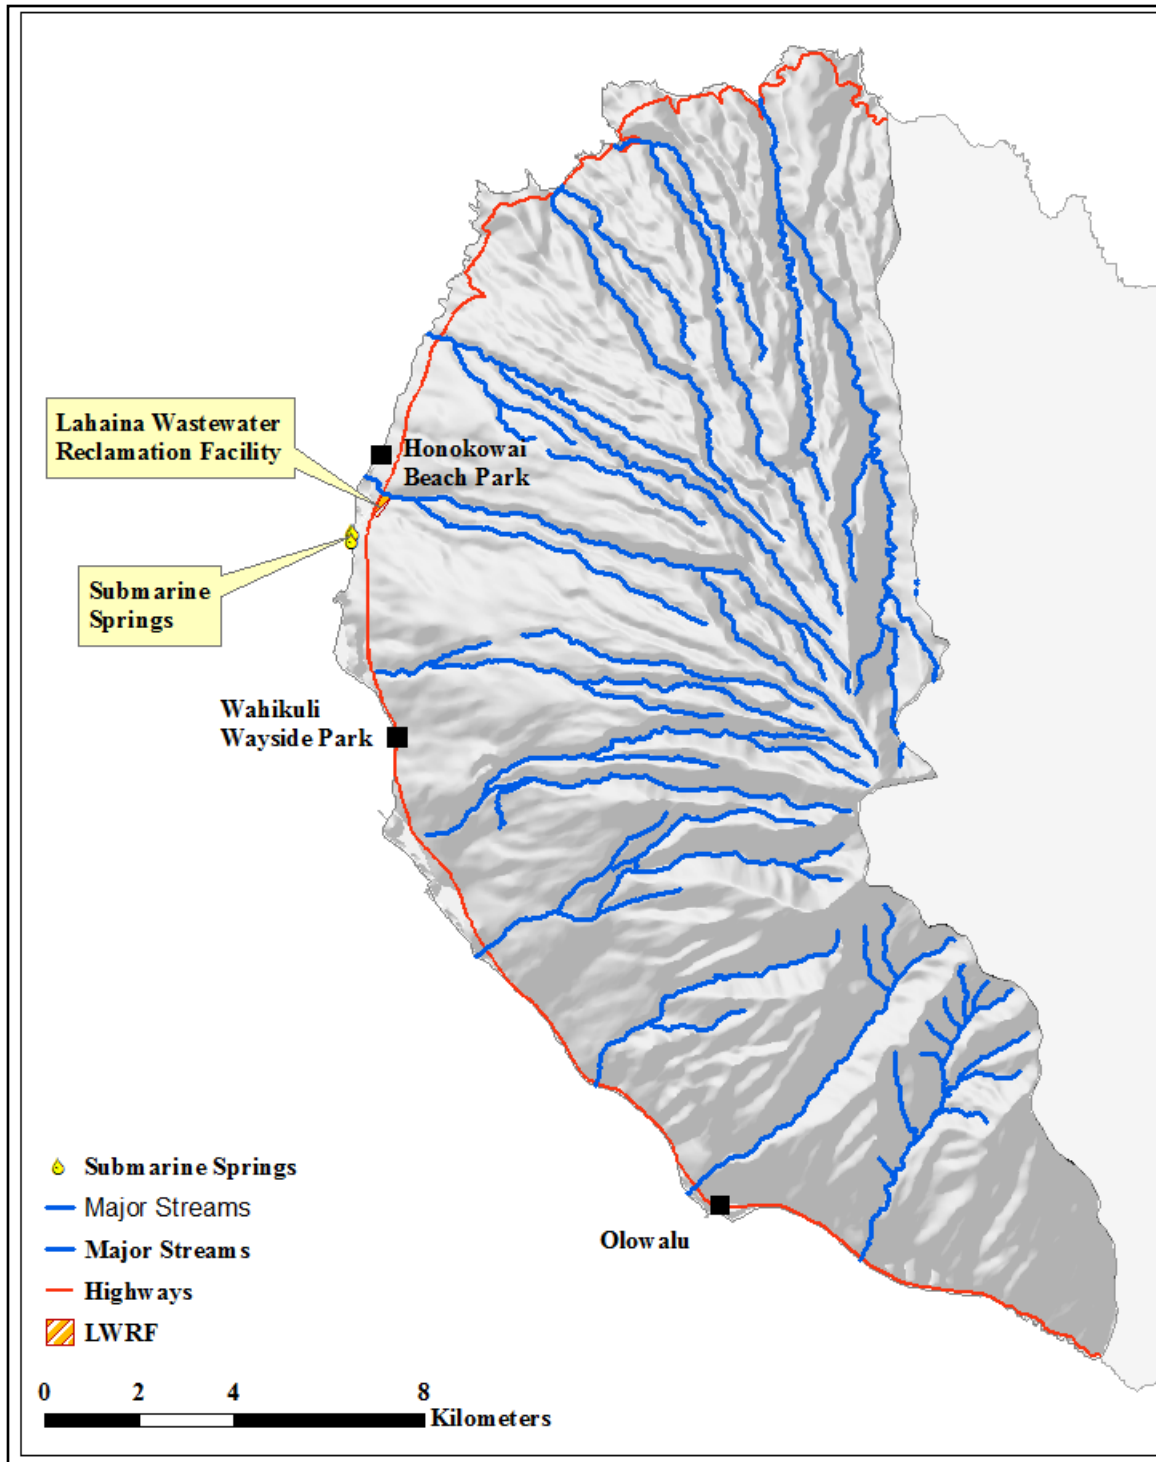 Lahaina Wastewater
Reclamation Facility
Honokowai
Beach Park
Submarine
Springs
Wahikuli
Wayside Park
Olowalu
Submarine Springs
Major Streams
Major Streams
Highways
LWRF
0 2 4 8
Kilometers